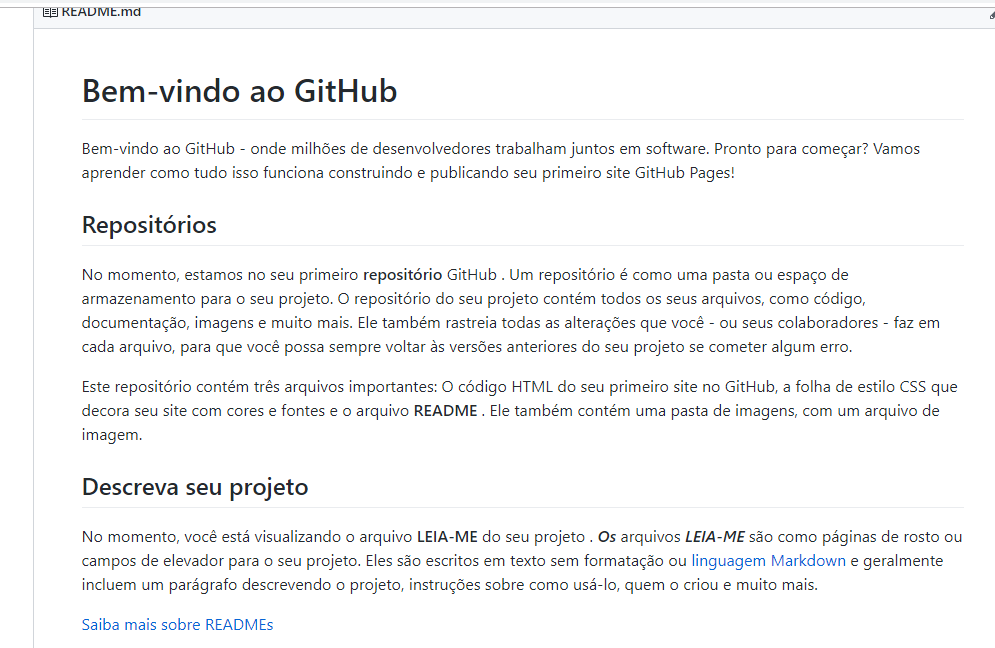 README.md
Bem-vindo ao GitHub
Bem-vindo ao GitHub - onde milhões de desenvolvedores trabalham juntos em software. Pronto para começar? Vamos
aprender como tudo isso funciona construindo e publicando seu primeiro site GitHub Pages!
Repositórios
No momento, estamos no seu primeiro repositório GitHub . Um repositório é como uma pasta ou espaço de
armazenamento para o seu projeto. O repositório do seu projeto contém todos os seus arquivos, como código,
documentação, imagens e muito mais. Ele também rastreia todas as alterações que você - ou seus colaboradores - faz em
cada arquivo, para que você possa sempre voltar às versões anteriores do seu projeto se cometer algum erro.
Este repositório contém três arquivos importantes: O código HTML do seu primeiro site no GitHub, a folha de estilo CSS que
decora seu site com cores e fontes e o arquivo README . Ele também contém uma pasta de imagens, com um arquivo de
imagem.
Descreva seu projeto
No momento, você está visualizando o arquivo LEIA-ME do seu projeto . Os arquivos LEIA-ME são como páginas de rosto ou
campos de elevador para o seu projeto. Eles são escritos em texto sem formatação ou linguagem Markdown e geralmente
incluem um parágrafo descrevendo o projeto, instruções sobre como usá-lo, quem o criou e muito mais.
Saiba mais sobre READMEs